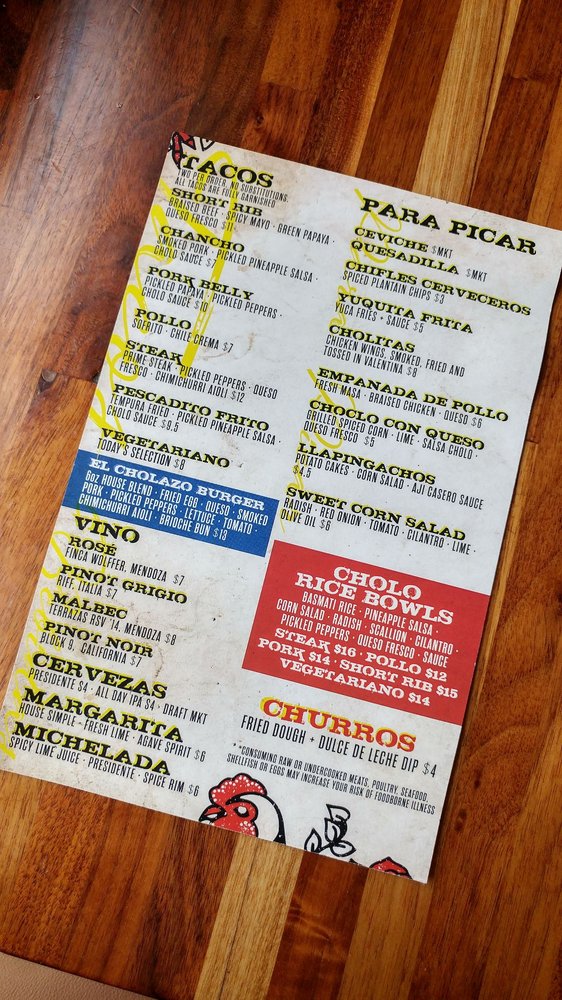 TACOS
TWO PER ORDER, NO SUBSTITUTIONS.
ALL TACOS ARE FULLY GARNISHED
SHORT RIB
BRAISED BEEF · SPICY MAYO · GREEN PAPAYA ·
QUESO FRESCO $11
CHANCHO
SMOKED PORK · PICKLED PINEAPPLE SALSA ·
CHOLO SAUCE $7
PORK BELLY
PICKLED PAPAYA · PICKLED PEPPERS ·
CHOLO SAUCE $10
POLLO
SOFRITO · CHILE CREMA $7
STEAK
PRIME STEAK · PICKLED PEPPERS · QUESO
FRESCO · CHIMICHURRI AIOLI $12
PESCADITO FRITO
TEMPURA FRIED · PICKLED PINEAPPLE SALSA ·
CHOLO SAUCE $9.5
VEGETARIANO
TODAY'S SELECTION $8
EL CHOLAZO BURGER
6oz HOUSE BLEND · FRIED EGG · QUESO · SMOKED
PORK · PICKLED PEPPERS · LETTUCE · TOMATO ·
CHIMICHURRI AIOLI · BRIOCHE BUN $13
VINO
ROSÉ
FINCA WOLFFER, MENDOZA $7
PINOT GRIGIO
RIFF, ITALIA $7
MALBEC
TERRAZAS RSV '14, MENDOZA $8
PINOT NOIR
BLOCK 9, CALIFORNIA $7
CERVEZAS
PRESIDENTE $4 · ALL DAY IPA $4 · DRAFT MKT
MARGARITA
HOUSE SIMPLE · FRESH LIME · AGAVE SPIRIT $6
MICHELADA
SPICY LIME JUICE · PRESIDENTE · SPICE RIM $6
PARA PICAR
CEVICHE $MKT
QUESADILLA $MKT
CHIFLES CERVECEROS
SPICED PLANTAIN CHIPS $3
YUQUITA FRITA
YUCA FRIES + SAUCE $5
CHOLITAS
CHICKEN WINGS, SMOKED, FRIED AND
TOSSED IN VALENTINA $8
EMPANADA DE POLLO
FRESH MASA · BRAISED CHICKEN · QUESO $6
CHOCLO CON QUESO
GRILLED SPICED CORN · LIME · SALSA CHOLO ·
QUESO FRESCO $5
LLAPINGACHOS
POTATO CAKES · CORN SALAD · AJI CASERO SAUCE
$4.5
SWEET CORN SALAD
RADISH · RED ONION · TOMATO · CILANTRO · LIME ·
OLIVE OIL $6
CHOLO
RICE BOWLS
BASMATI RICE · PINEAPPLE SALSA ·
CORN SALAD · RADISH · SCALLION · CILANTRO ·
PICKLED PEPPERS · QUESO FRESCO · SAUCE
STEAK $16 · POLLO $12
PORK $14 · SHORT RIB $15
VEGETARIANO $14
CHURROS
FRIED DOUGH + DULCE DE LECHE DIP $4
**CONSUMING RAW OR UNDERCOOKED MEATS, POULTRY, SEAFOOD,
SHELLFISH OR EGGS MAY INCREASE YOUR RISK OF FOODBORNE ILLNESS